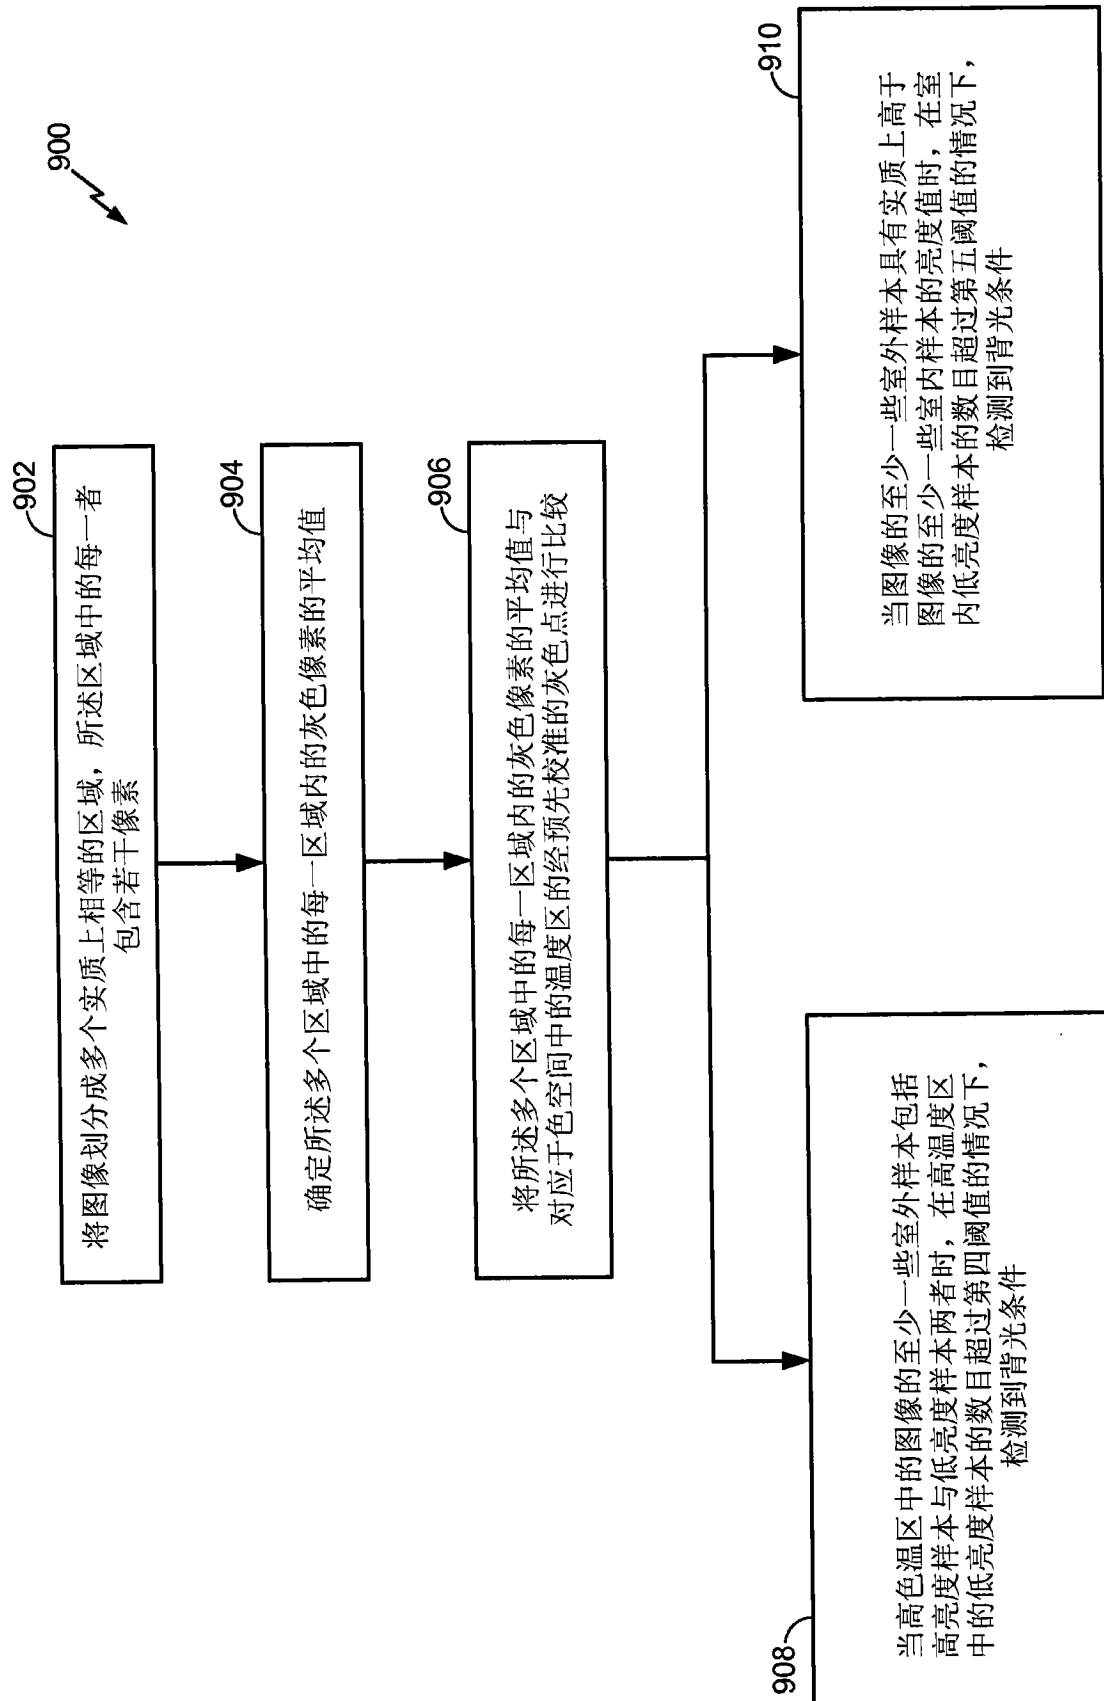 900
902
将图像划分成多个实质上相等的区域，所述区域中的每一者
包含若干像素
904
确定所述多个区域中的每一区域内的灰色像素的平均值
906
将所述多个区域中的每一区域内的灰色像素的平均值与
对应于色空间中的温度区的经预先校准的灰色点进行比较
908
当高色温区中的图像的至少一些室外样本包括
高亮度样本与低亮度样本两者时，在高温度区
中的低亮度样本的数目超过第四阈值的情况下，
检测到背光条件
910
当图像的至少一些室外样本具有实质上高于
图像的至少一些室内样本的亮度值时，在室
内低亮度样本的数目超过第五阈值的情况下，
检测到背光条件